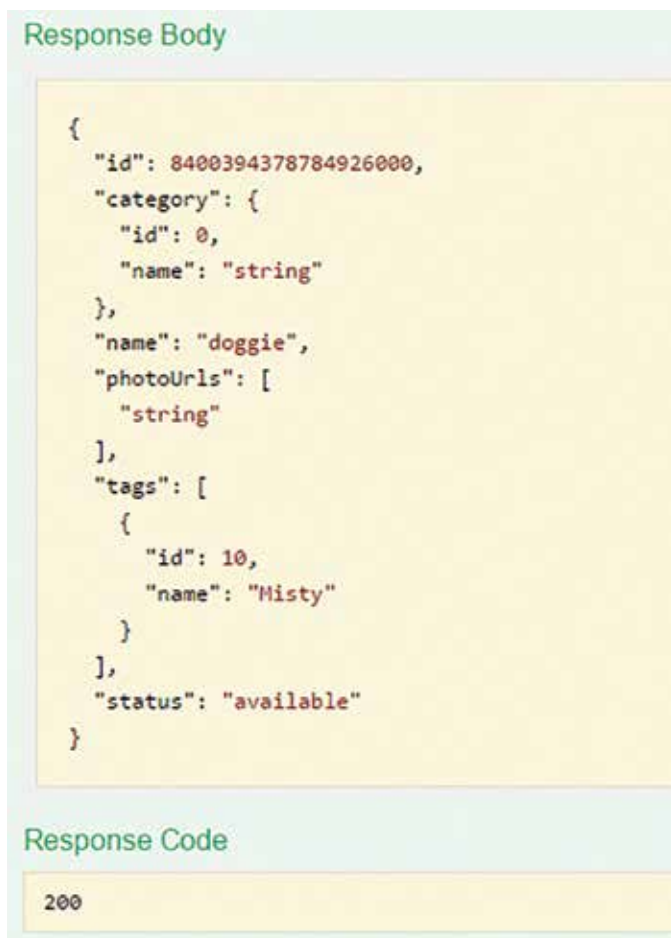 Response Body
{
  "id": 8400394378784926000,
  "category": {
    "id": 0,
    "name": "string"
  },
  "name": "doggie",
  "photoUrls": [
    "string"
  ],
  "tags": [
    {
      "id": 10,
      "name": "Misty"
    }
  ],
  "status": "available"
}
Response Code
200